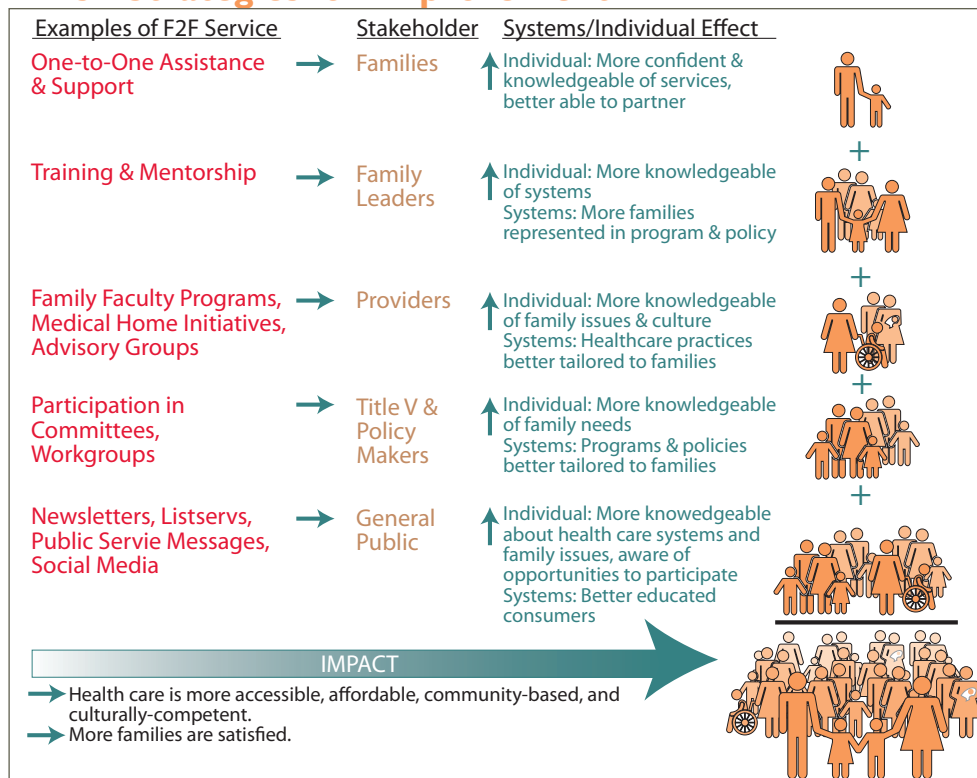 Examples of F2F Service
Stakeholder
Systems/Individual Effect
One-to-One Assistance
& Support
Families
Individual: More confident &
knowledgeable of services,
better able to partner
Training & Mentorship
Family
Leaders
Individual: More knowledgeable
of systems
Systems: More families
represented in program & policy
Family Faculty Programs,
Medical Home Initiatives,
Advisory Groups
Providers
Individual: More knowledgeable
of family issues & culture
Systems: Healthcare practices
better tailored to families
Participation in
Committees,
Workgroups
Title V &
Policy
Makers
Individual: More knowledgeable
of family needs
Systems: Programs & policies
better tailored to families
Newsletters, Listservs,
Public Servie Messages,
Social Media
General
Public
Individual: More knowedgeable
about health care systems and
family issues, aware of
opportunities to participate
Systems: Better educated
consumers
IMPACT
Health care is more accessible, affordable, community-based, and
culturally-competent.
More families are satisfied.